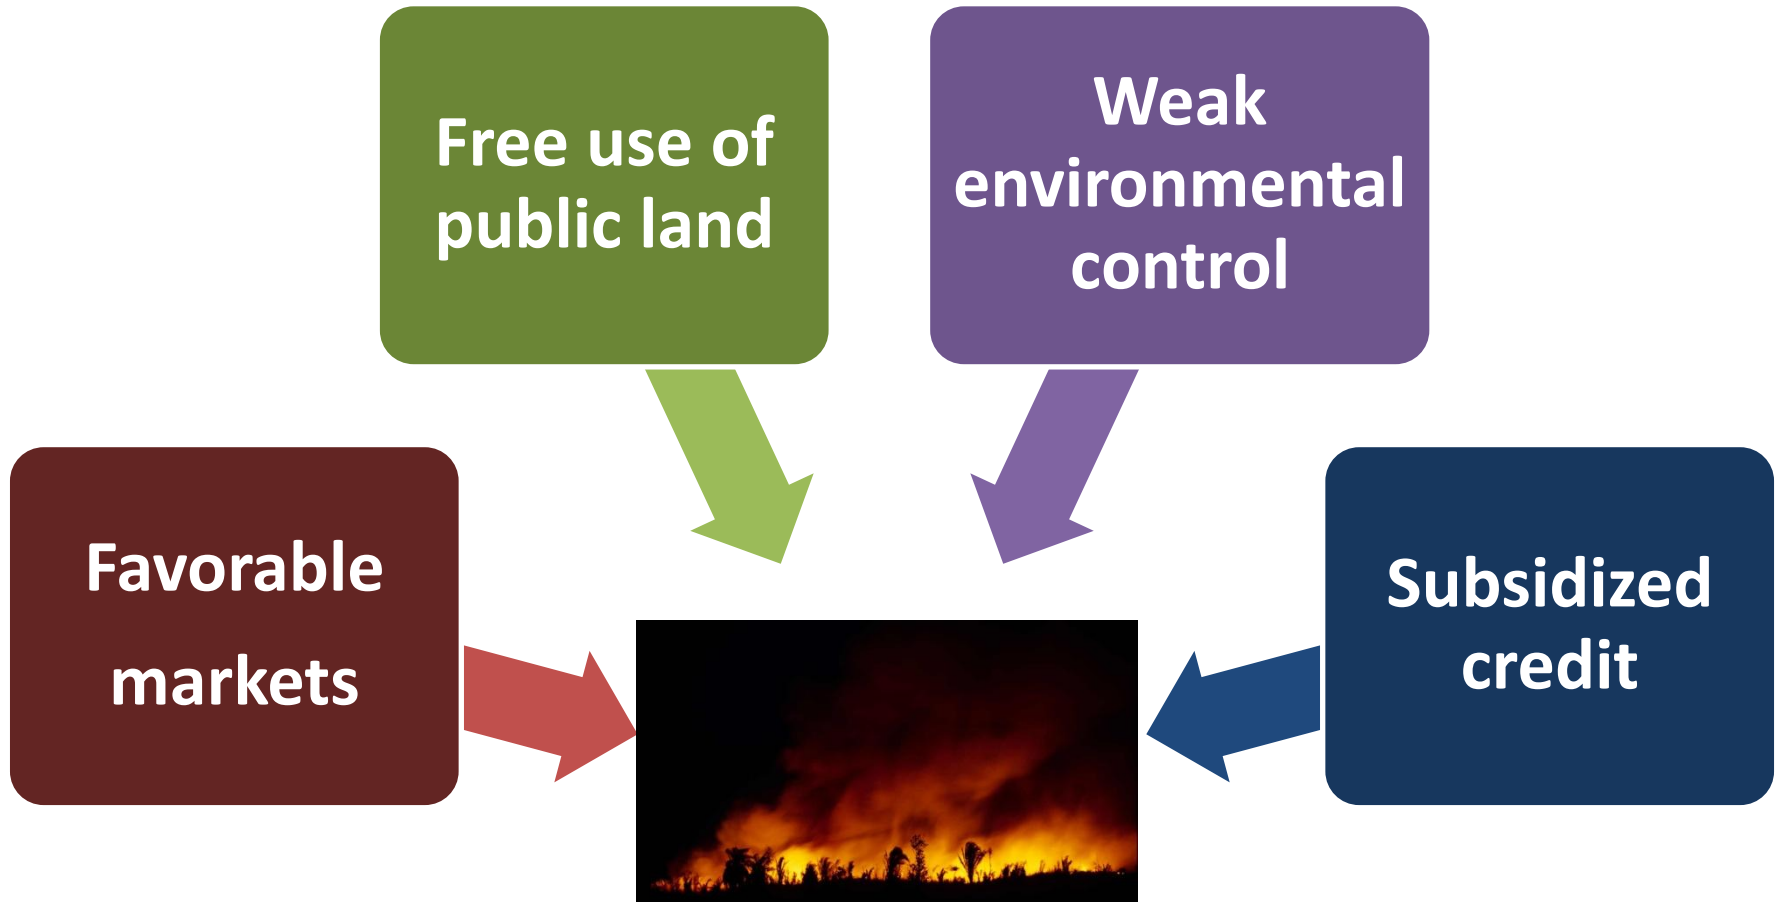 Free use of
public land
Weak
environmental
control
Favorable
markets
Subsidized
credit